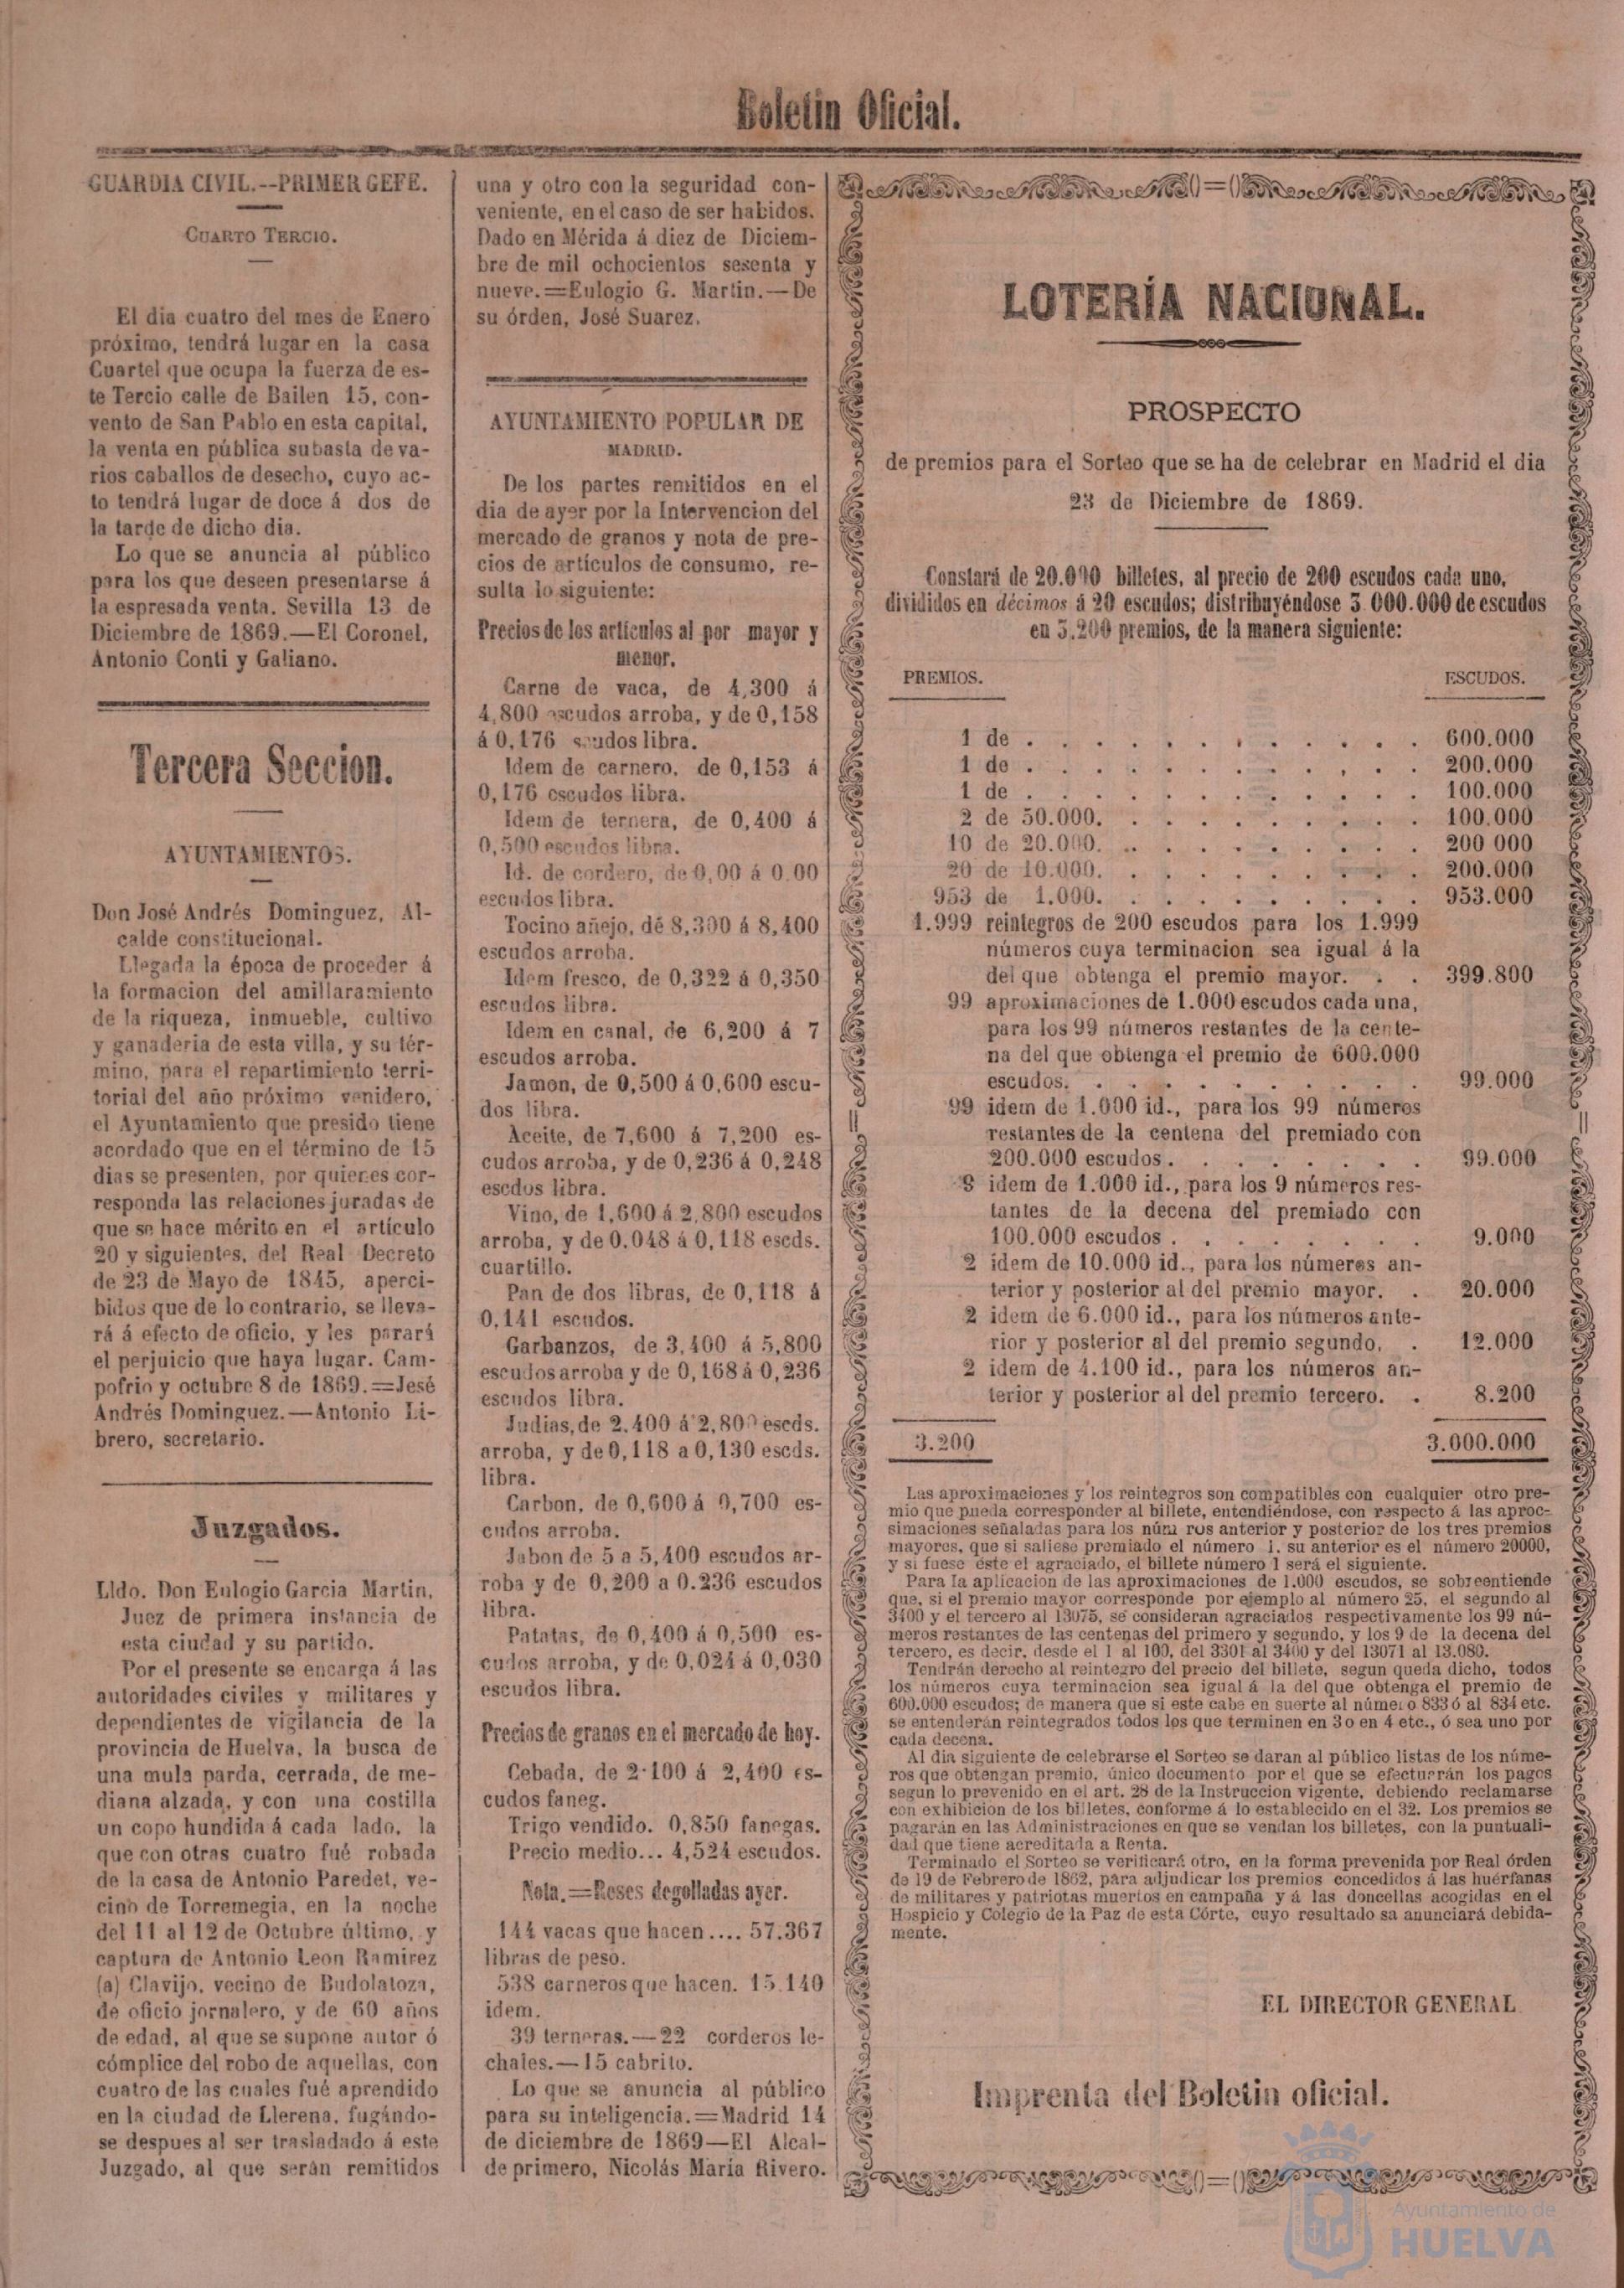 Boletin Oficial.
GUARDIA CIVIL.--PRIMER GEFE.
CUARTO TERCIO.
El dia cuatro del mes de Enero
próximo, tendrá lugar en la casa
Cuartel que ocupa la fuerza de es-
te Tercio calle de Bailen 15, con-
vento de San Pablo en esta capital,
la venta en pública subasta de va-
rios caballos de desecho, cuyo ac-
to tendrá lugar de doce á dos de
la tarde de dicho dia.
Lo que se anuncia al público
para los que deseen presentarse á
la espresada venta. Sevilla 13 de
Diciembre de 1869.—El Coronel,
Antonio Conti y Galiano.
Tercera Seccion.
AYUNTAMIENTOS.
Don José Andrés Dominguez, Al-
calde constitucional.
Llegada la época de proceder á
la formacion del amillaramiento
de la riqueza, inmueble, cultivo
y ganaderia de esta villa, y su tér-
mino, para el repartimiento terri-
torial del año próximo venidero,
el Ayuntamiento que presido tiene
acordado que en el término de 15
dias se presenten, por quienes cor-
responda las relaciones juradas de
que se hace mérito en el artículo
20 y siguientes, del Real Decreto
de 23 de Mayo de 1845, aperci-
bidos que de lo contrario, se lleva-
rá á efecto de oficio, y les parará
el perjuicio que haya lugar. Cam-
pofrio y octubre 8 de 1869.=José
Andrés Dominguez.—Antonio Li-
brero, secretario.
Juzgados.
Lldo. Don Eulogio Garcia Martin,
Juez de primera instancia de
esta ciudad y su partido.
Por el presente se encarga á las
autoridades civiles y militares y
dependientes de vigilancia de la
provincia de Huelva, la busca de
una mula parda, cerrada, de me-
diana alzada, y con una costilla
un copo hundida á cada lado, la
que con otras cuatro fué robada
de la casa de Antonio Paredet, ve-
cino de Torremegia, en la noche
del 11 al 12 de Octubre último, y
captura de Antonio Leon Ramirez
(a) Clavijo, vecino de Budolatoza,
de oficio jornalero, y de 60 años
de edad, al que se supone autor ó
cómplice del robo de aquellas, con
cuatro de las cuales fué aprendido
en la ciudad de Llerena, fugándo-
se despues al ser trasladado á este
Juzgado, al que serán remitidos
una y otro con la seguridad con-
veniente, en el caso de ser habidos.
Dado en Mérida á diez de Diciem-
bre de mil ochocientos sesenta y
nueve.=Eulogio G. Martin.—De
su órden, José Suarez.
AYUNTAMIENTO POPULAR DE
MADRID.
De los partes remitidos en el
dia de ayer por la Intervencion del
mercado de granos y nota de pre-
cios de artículos de consumo, re-
sulta lo siguiente:
Precios de los artículos al por mayor y
menor.
Carne de vaca, de 4,300 á
4,800 escudos arroba, y de 0,158
á 0,176 scudos libra.
Idem de carnero, de 0,153 á
0,176 escudos libra.
Idem de ternera, de 0,400 á
0,500 escudos libra.
Id. de cordero, de 0,00 á 0,00
escudos libra.
Tocino añejo, dé 8,300 á 8,400
escudos arroba.
Idem fresco, de 0,322 á 0,350
escudos libra.
Idem en canal, de 6,200 á 7
escudos arroba.
Jamon, de 0,500 á 0,600 escu-
dos libra.
Aceite, de 7,600 á 7,200 es-
cudos arroba, y de 0,236 á 0,248
escdos libra.
Vino, de 1,600 á 2,800 escudos
arroba, y de 0.048 á 0,118 escds.
cuartillo.
Pan de dos libras, de 0,118 á
0,141 escudos.
Garbanzos, de 3,400 á 5,800
escudos arroba y de 0,168 á 0,236
escudos libra.
Judias, de 2,400 á 2,800 escds.
arroba, y de 0,118 a 0,130 escds.
libra.
Carbon, de 0,600 á 0,700 es-
cudos arroba.
Jabon de 5 a 5,400 escudos ar-
roba y de 0,200 a 0.236 escudos
libra.
Patatas, de 0,400 á 0,500 es-
cudos arroba, y de 0,024 á 0,030
escudos libra.
Precios de granos en el mercado de hoy.
Cebada, de 2·100 á 2,400 es-
cudos faneg.
Trigo vendido. 0,850 fanegas.
Precio medio... 4,524 escudos.
Nota.=Reses degolladas ayer.
144 vacas que hacen.... 57.367
libras de peso.
538 carneros que hacen. 15.140
idem.
39 terneras.—22 corderos le-
chales.—15 cabrito.
Lo que se anuncia al público
para su inteligencia.=Madrid 14
de diciembre de 1869—El Alcal-
de primero, Nicolás María Rivero.
LOTERÍA NACIONAL.
PROSPECTO
de premios para el Sorteo que se ha de celebrar en Madrid el dia
23 de Diciembre de 1869.
Constará de 20.000 billetes, al precio de 200 escudos cada uno,
divididos en décimos á 20 escudos; distribuyéndose 3.000.000 de escudos
en 3.200 premios, de la manera siguiente:
PREMIOS. ESCUDOS.
1 de . . . . . . . . . . . . 600.000
1 de . . . . . . . . . . . . 200.000
1 de . . . . . . . . . . . . 100.000
2 de 50.000. . . . . . . . . . 100.000
10 de 20.000. . . . . . . . . . 200 000
20 de 10.000. . . . . . . . . . 200.000
953 de 1.000. . . . . . . . . . 953.000
1.999 reintegros de 200 escudos para los 1.999
números cuya terminacion sea igual á la
del que obtenga el premio mayor. . . 399.800
99 aproximaciones de 1.000 escudos cada una,
para los 99 números restantes de la cente-
na del que obtenga el premio de 600.000
escudos. . . . . . . . . . 99.000
99 idem de 1.000 id., para los 99 números
restantes de la centena del premiado con
200.000 escudos . . . . . . . 99.000
9 idem de 1.000 id., para los 9 números res-
tantes de la decena del premiado con
100.000 escudos . . . . . . . 9.000
2 idem de 10.000 id., para los números an-
terior y posterior al del premio mayor. . 20.000
2 idem de 6.000 id., para los números ante-
rior y posterior al del premio segundo, . 12.000
2 idem de 4.100 id., para los números an-
terior y posterior al del premio tercero. . 8.200
3.200 3.000.000
Las aproximaciones y los reintegros son compatibles con cualquier otro pre-
mio que pueda corresponder al billete, entendiéndose, con respecto á las aproc-
simaciones señaladas para los núm ros anterior y posterior de los tres premios
mayores, que si saliese premiado el número 1. su anterior es el número 20000,
y si fuese éste el agraciado, el billete número 1 será el siguiente.
Para la aplicacion de las aproximaciones de 1.000 escudos, se sobreentiende
que, si el premio mayor corresponde por ejemplo al número 25, el segundo al
3400 y el tercero al 13075, se consideran agraciados respectivamente los 99 nú-
meros restantes de las centenas del primero y segundo, y los 9 de la decena del
tercero, es decir, desde el 1 al 100, del 3301 al 3400 y del 13071 al 13.080.
Tendrán derecho al reintegro del precio del billete, segun queda dicho, todos
los números cuya terminacion sea igual á la del que obtenga el premio de
600.000 escudos; de manera que si este cabe en suerte al número 833 ó al 834 etc.
se entenderán reintegrados todos los que terminen en 3 o en 4 etc., ó sea uno por
cada decena.
Al dia siguiente de celebrarse el Sorteo se daran al público listas de los núme-
ros que obtengan premio, único documento por el que se efectuarán los pagos
segun lo prevenido en el art. 28 de la Instruccion vigente, debiendo reclamarse
con exhibicion de los billetes, conforme á lo establecido en el 32. Los premios se
pagarán en las Administraciones en que se vendan los billetes, con la puntuali-
dad que tiene acreditada a Renta.
Terminado el Sorteo se verificará otro, en la forma prevenida por Real órden
de 19 de Febrero de 1862, para adjudicar los premios concedidos á las huérfanas
de militares y patriotas muertos en campaña y á las doncellas acogidas en el
Hospicio y Colegio de la Paz de esta Córte, cuyo resultado sa anunciará debida-
mente.
EL DIRECTOR GENERAL
Imprenta del Boletin oficial.
Ayuntamiento de
HUELVA